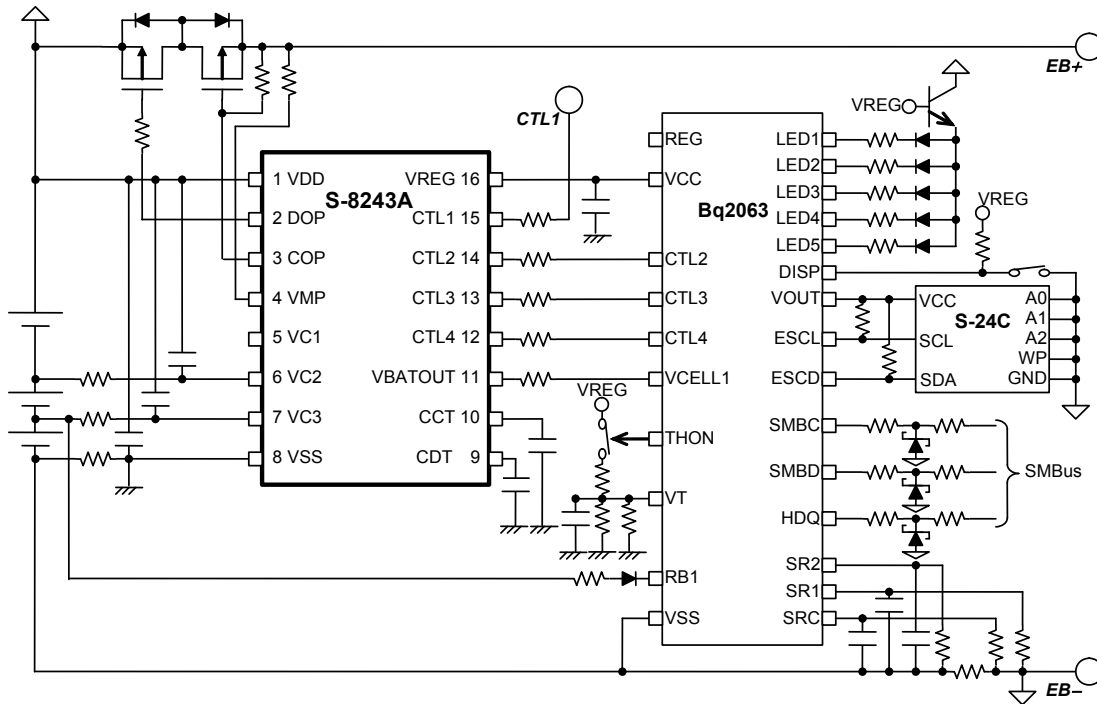 EB+
VREG
CTL1
S-8243A
1 VDD
2 DOP
3 COP
4 VMP
5 VC1
6 VC2
7 VC3
8 VSS
VREG 16
CTL1 15
CTL2 14
CTL3 13
CTL4 12
VBATOUT 11
CCT 10
CDT 9
VREG
Bq2063
REG
VCC
CTL2
CTL3
CTL4
VCELL1
THON
VT
RB1
VSS
LED1
LED2
LED3
LED4
LED5
DISP
VOUT
ESCL
ESCD
SMBC
SMBD
HDQ
SR2
SR1
SRC
VREG
S-24C
VCC
SCL
SDA
A0
A1
A2
WP
GND
SMBus
EB−